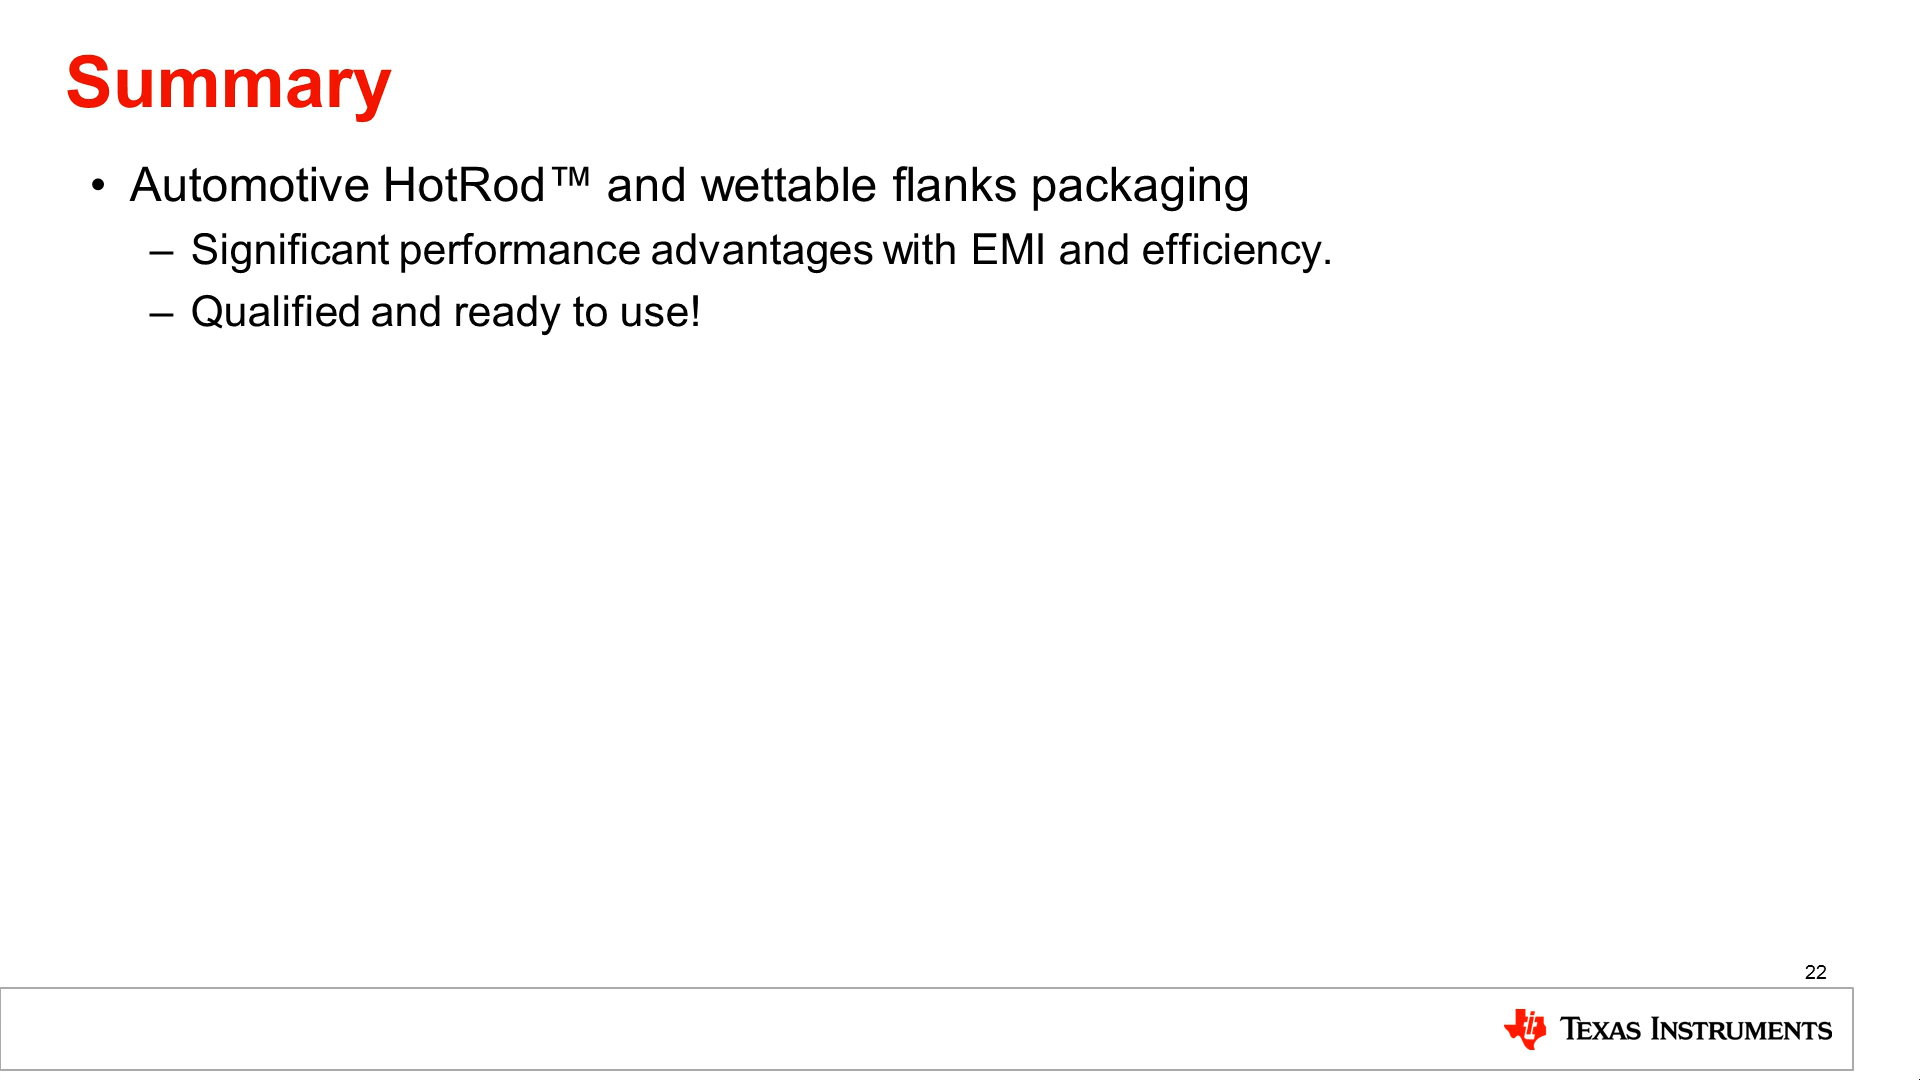 Summary
• Automotive HotRod™ and wettable flanks packaging
– Significant performance advantages with EMI and efficiency.
– Qualified and ready to use!
22
TEXAS INSTRUMENTS